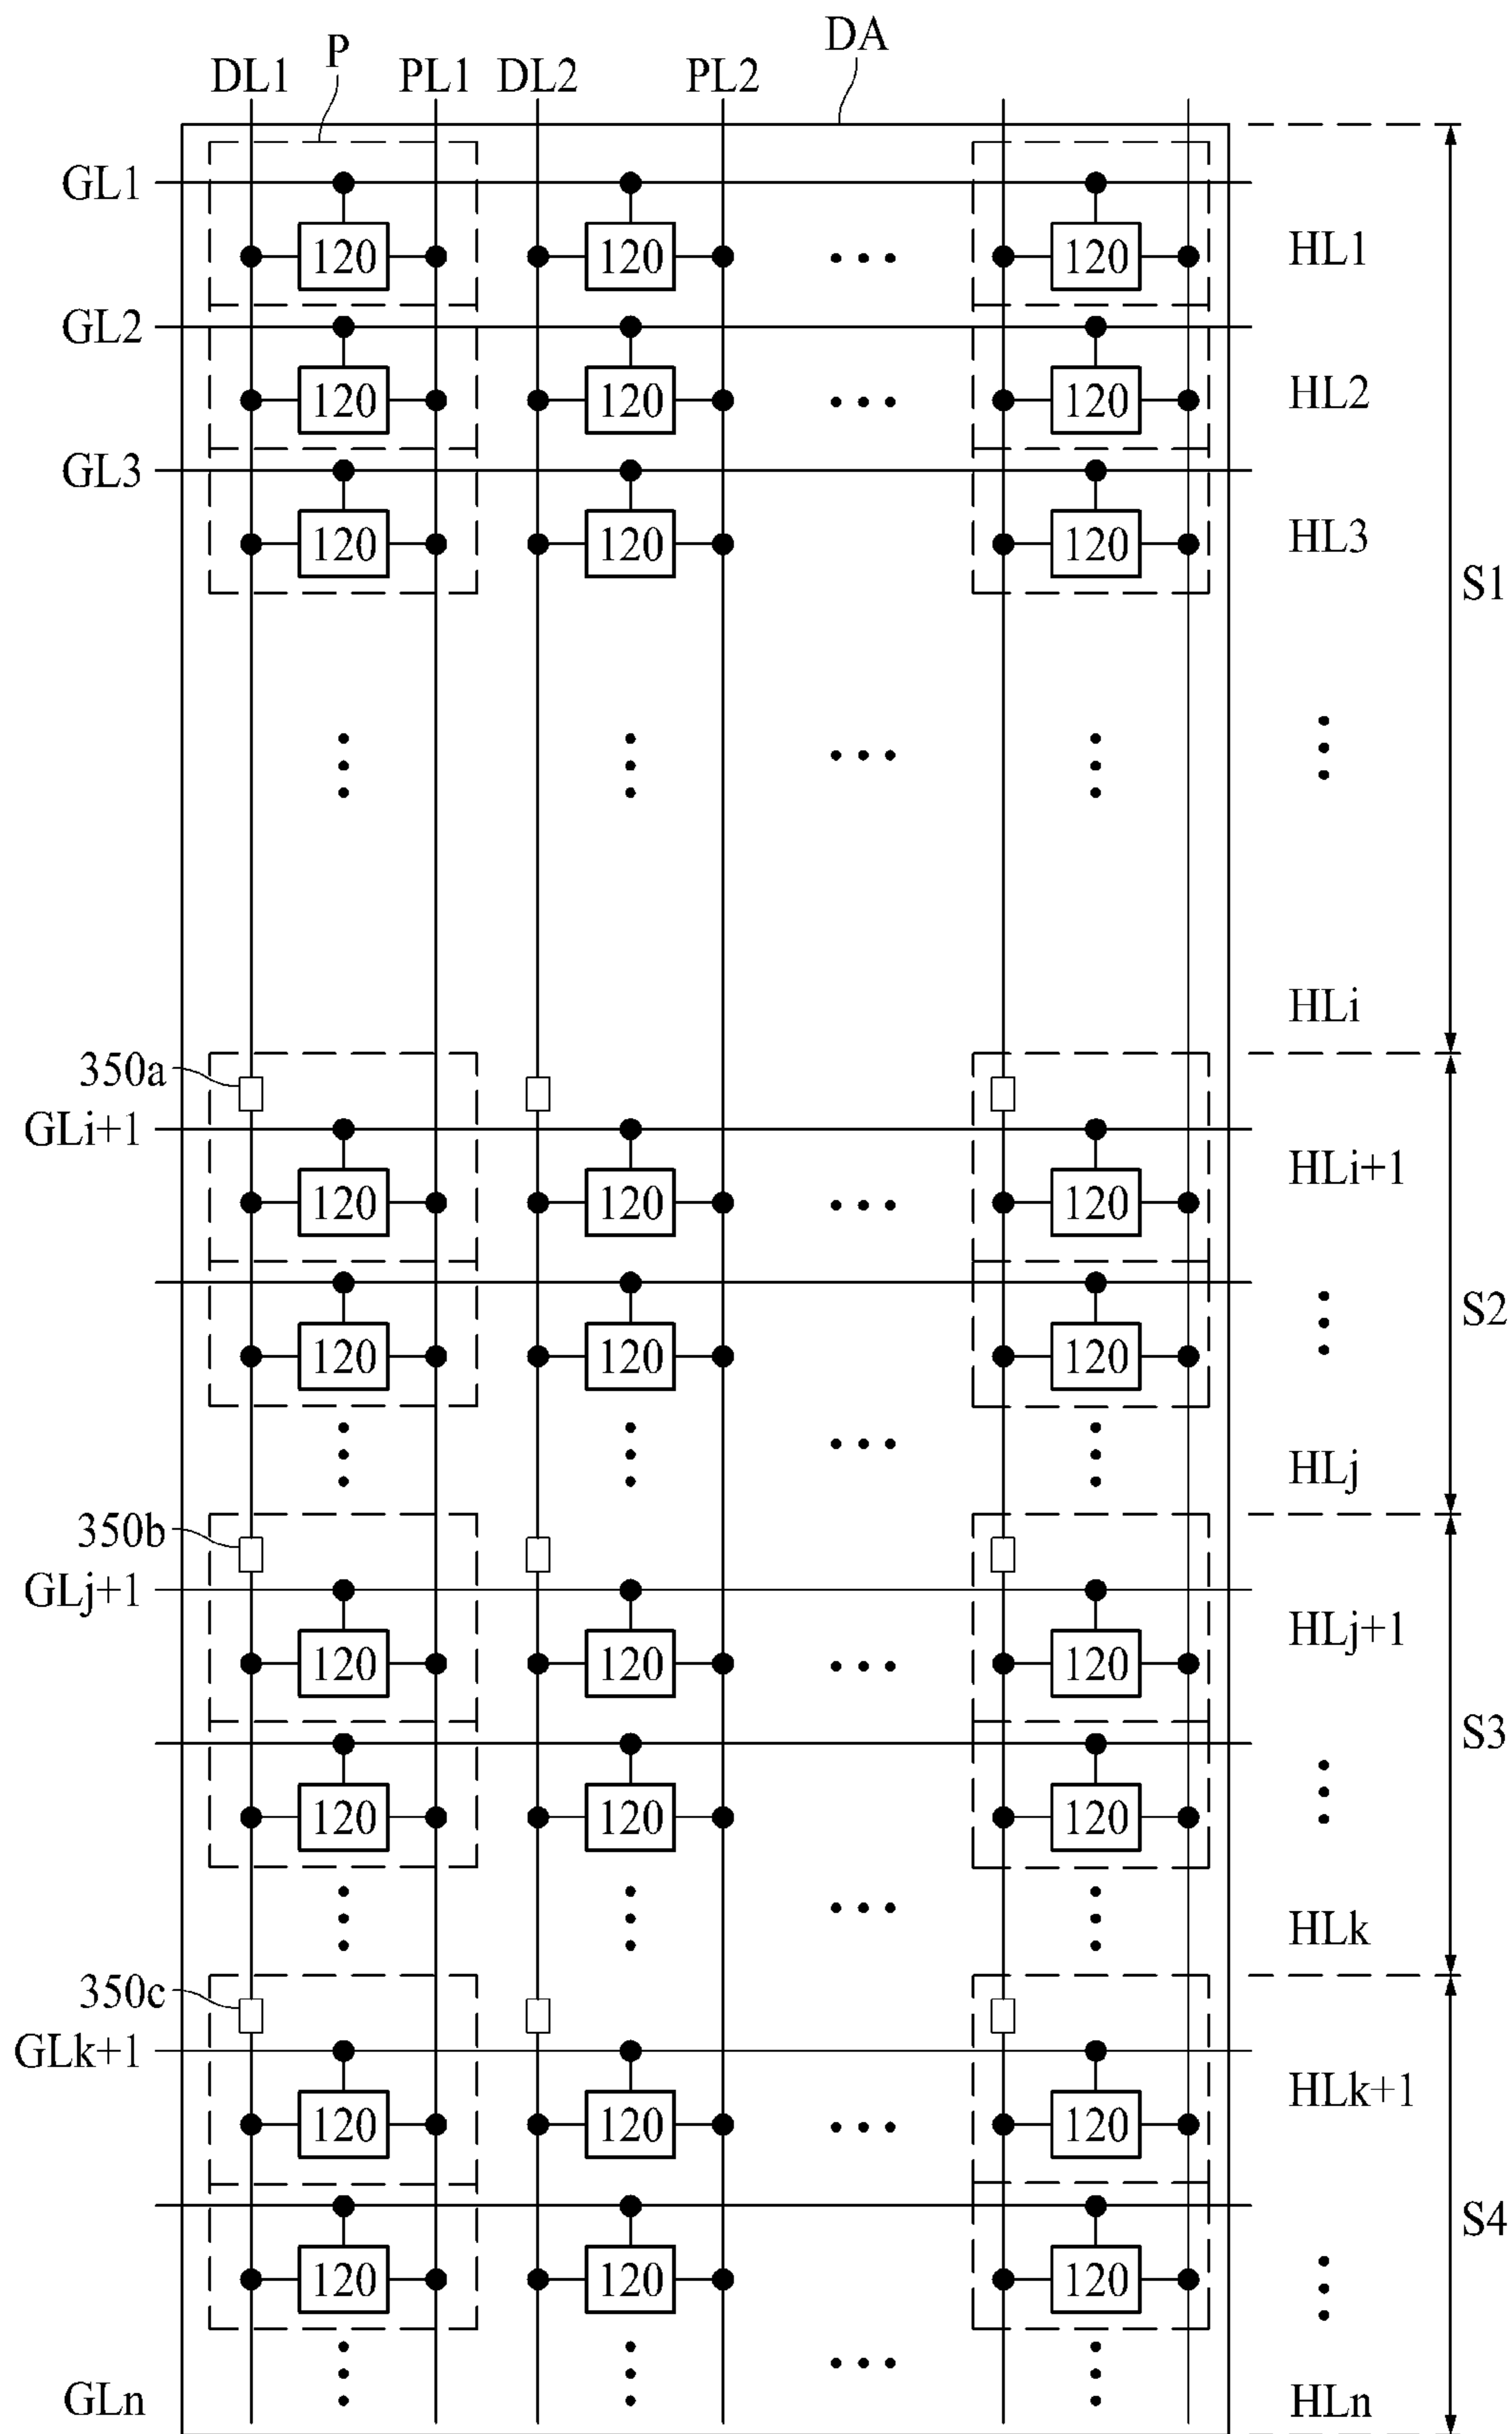 DA
P
DL1 PL1 DL2 PL2
GL1
120 120 120 HL1
GL2
120 120 120 HL2
GL3
120 120 120 HL3
S1
HLi
350a
GLi+1
120 120 120 HLi+1
S2
120 120 120
HLj
350b
GLj+1
120 120 120 HLj+1
S3
120 120 120
HLk
350c
GLk+1
120 120 120 HLk+1
S4
120 120 120
GLn HLn